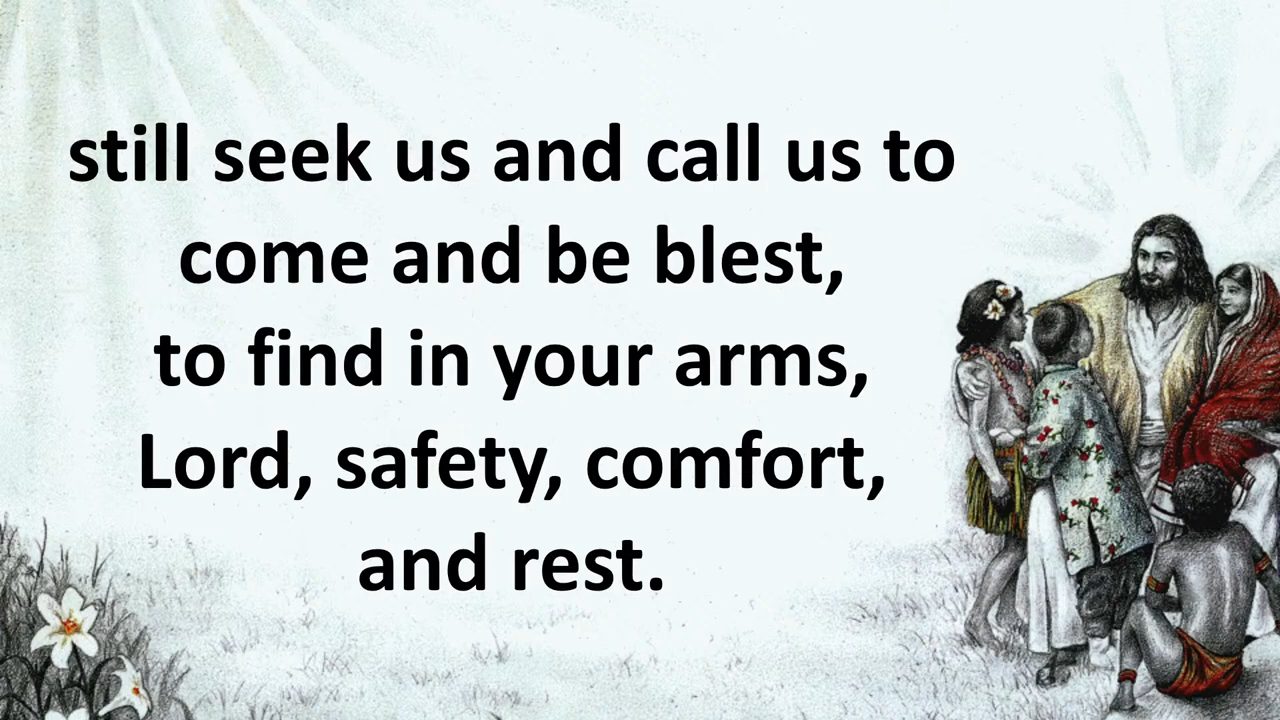 still seek us and call us to
come and be blest,
to find in your arms,
Lord, safety, comfort,
and rest.